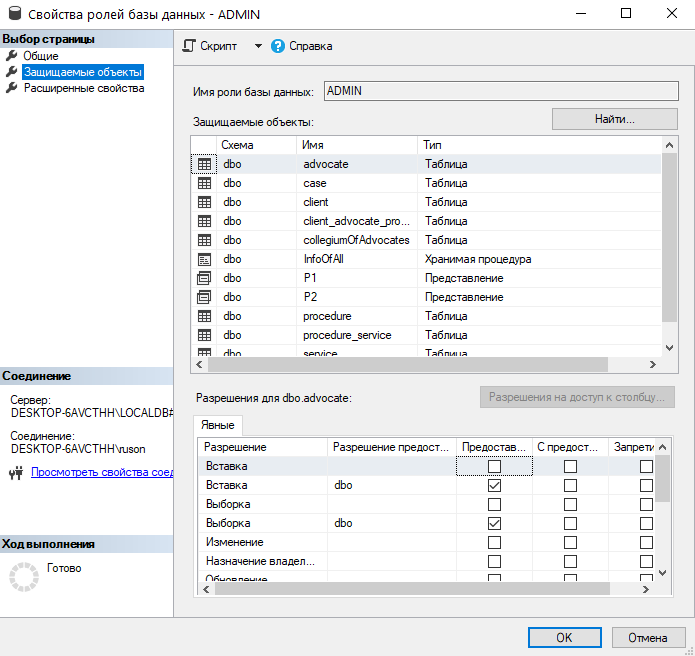 Свойства ролей базы данных - ADMIN
Выбор страницы
Общие
Защищаемые объекты
Расширенные свойства
Скрипт Справка
Имя роли базы данных: ADMIN
Защищаемые объекты: Найти...
Схема Имя Тип
dbo advocate Таблица
dbo case Таблица
dbo client Таблица
dbo client_advocate_pro... Таблица
dbo collegiumOfAdvocates Таблица
dbo InfoOfAll Хранимая процедура
dbo P1 Представление
dbo P2 Представление
dbo procedure Таблица
dbo procedure_service Таблица
dbo service Таблица
Соединение
Сервер:
DESKTOP-6AVCTHH\LOCALDB#
Соединение:
DESKTOP-6AVCTHH\ruson
Просмотреть свойства соед
Ход выполнения
Готово
Разрешения для dbo.advocate: Разрешения на доступ к столбцу...
Явные
Разрешение Разрешение предост... Предостав... С предост... Запрети
Вставка
Вставка dbo
Выборка
Выборка dbo
Изменение
Назначение владел...
Обновление
OK Отмена